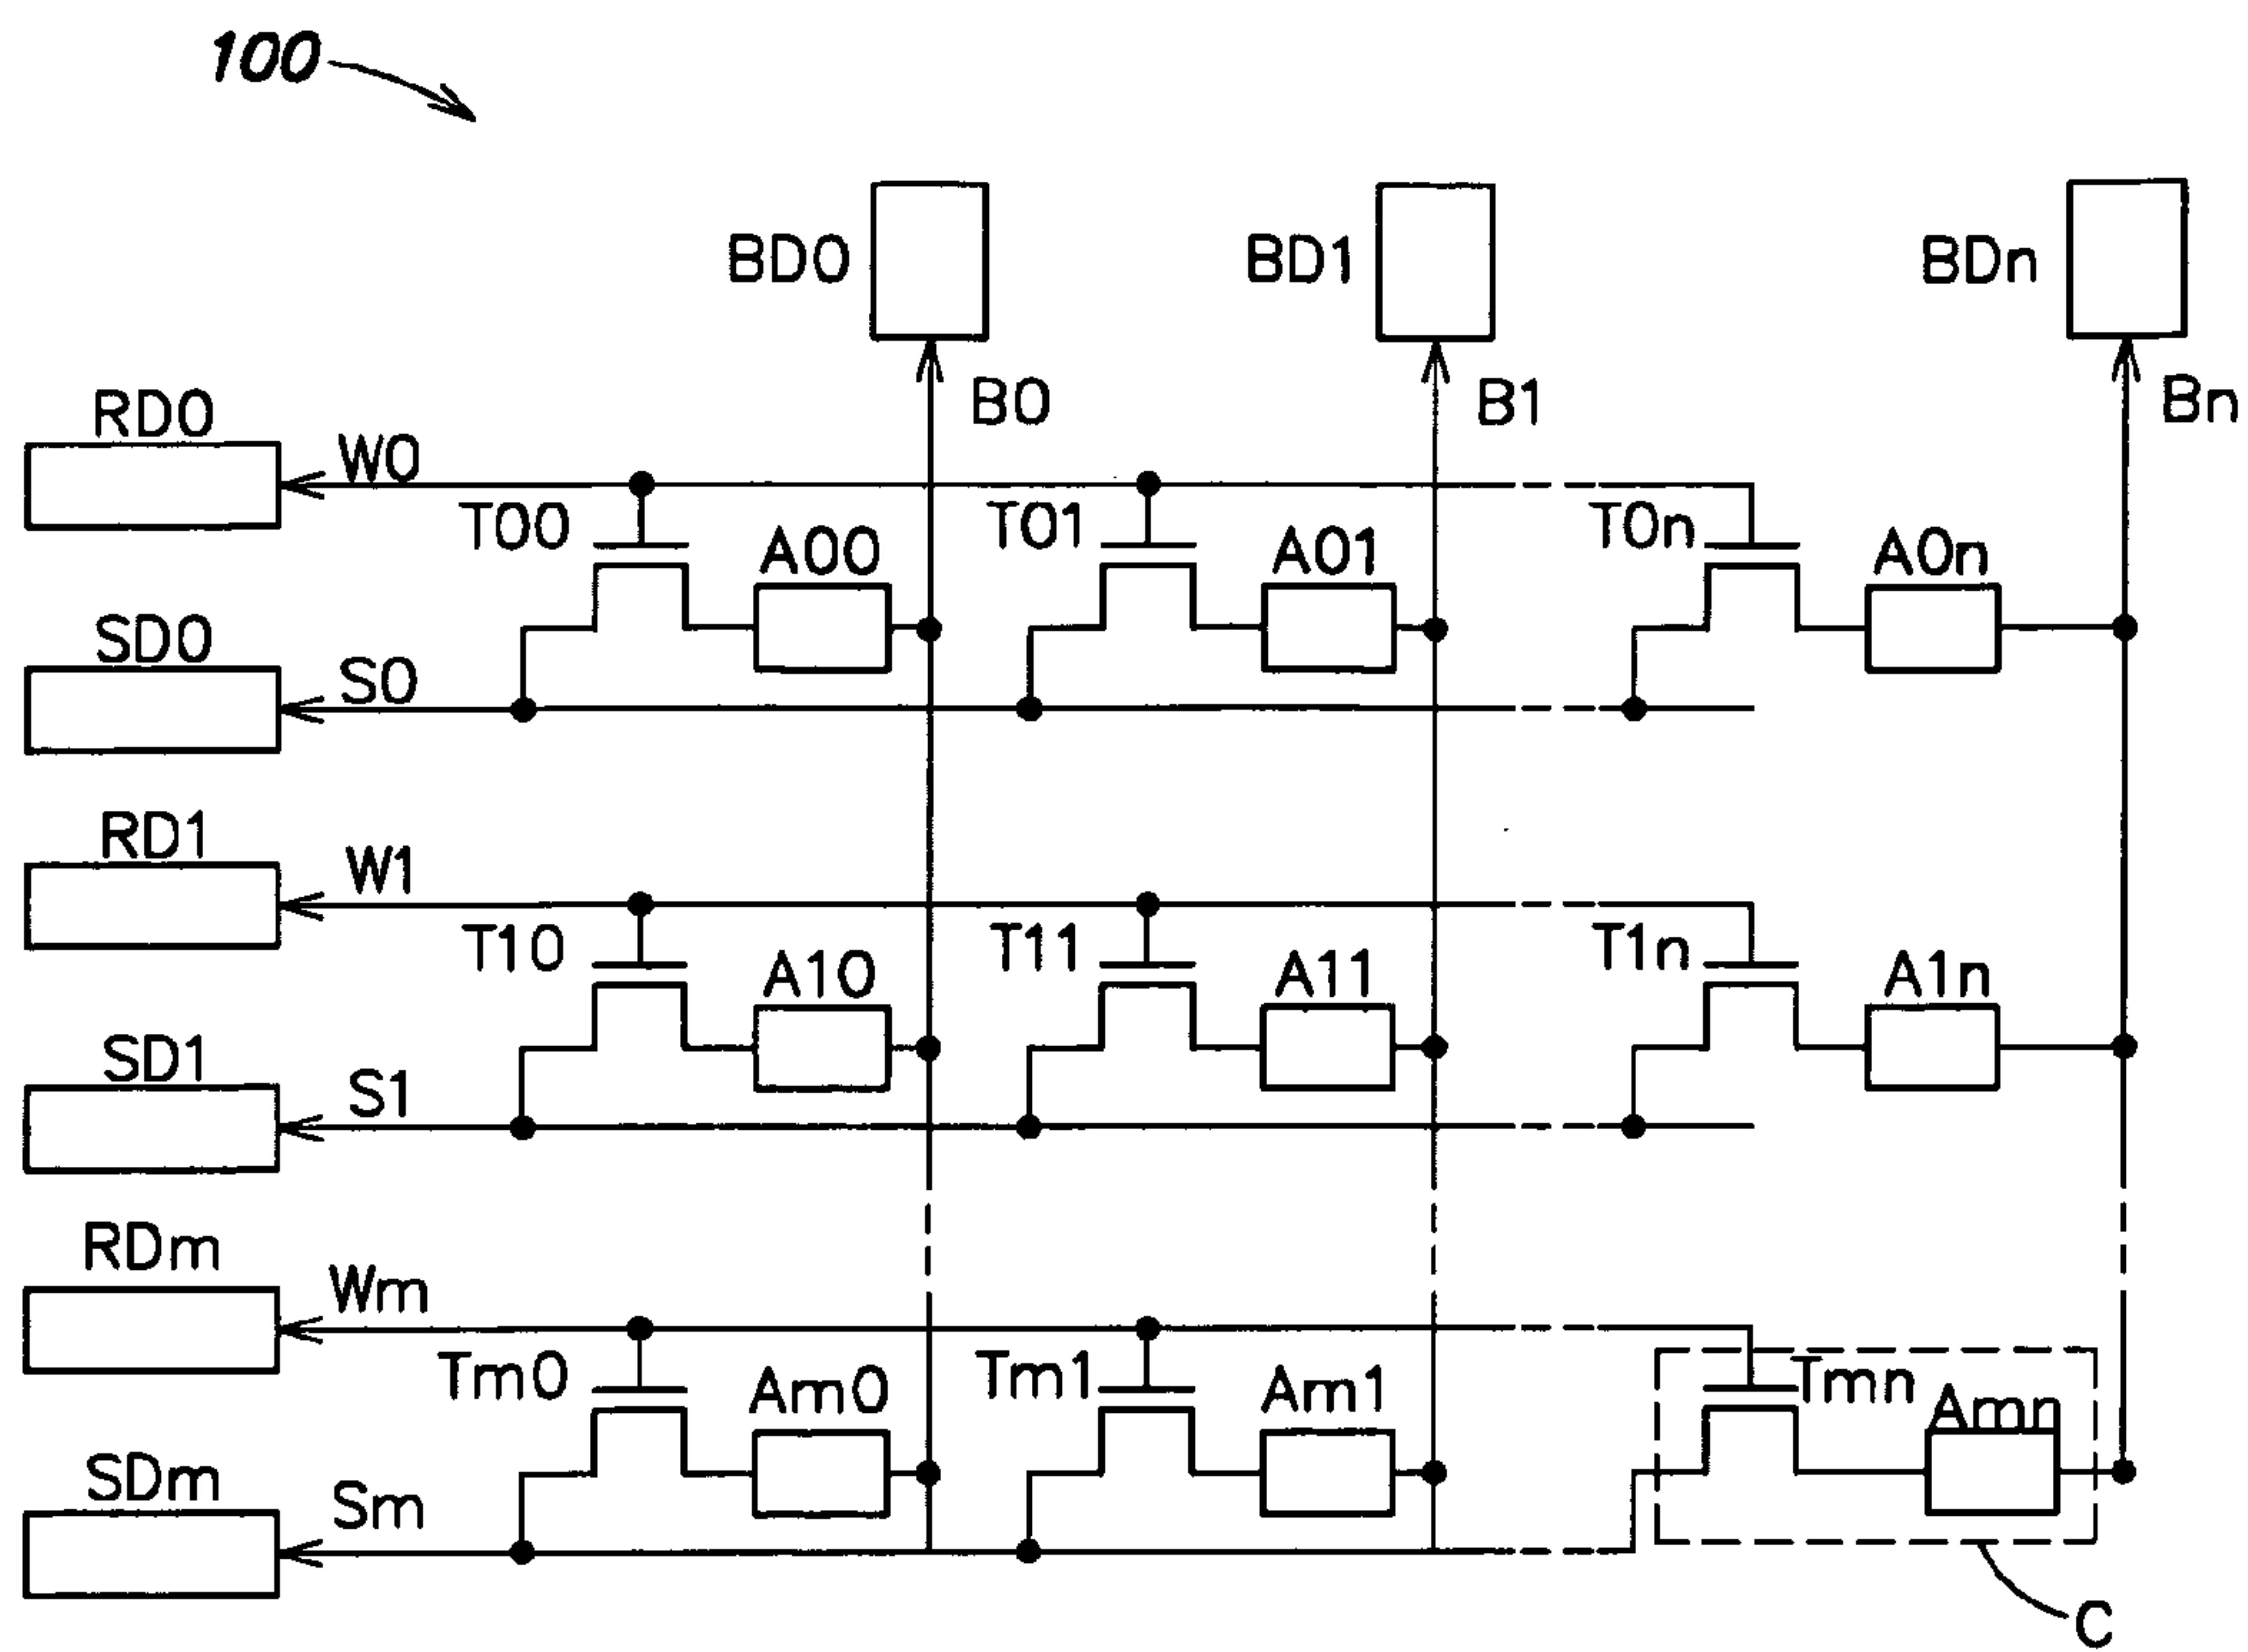 100
BD0
BD1
BDn
B0
B1
Bn
RD0
W0
T00
T01
T0n
A00
A01
A0n
SD0
S0
RD1
W1
T10
T11
T1n
A10
A11
A1n
SD1
S1
RDm
Wm
Tm0
Tm1
Tmn
Am0
Am1
Amn
SDm
Sm
C